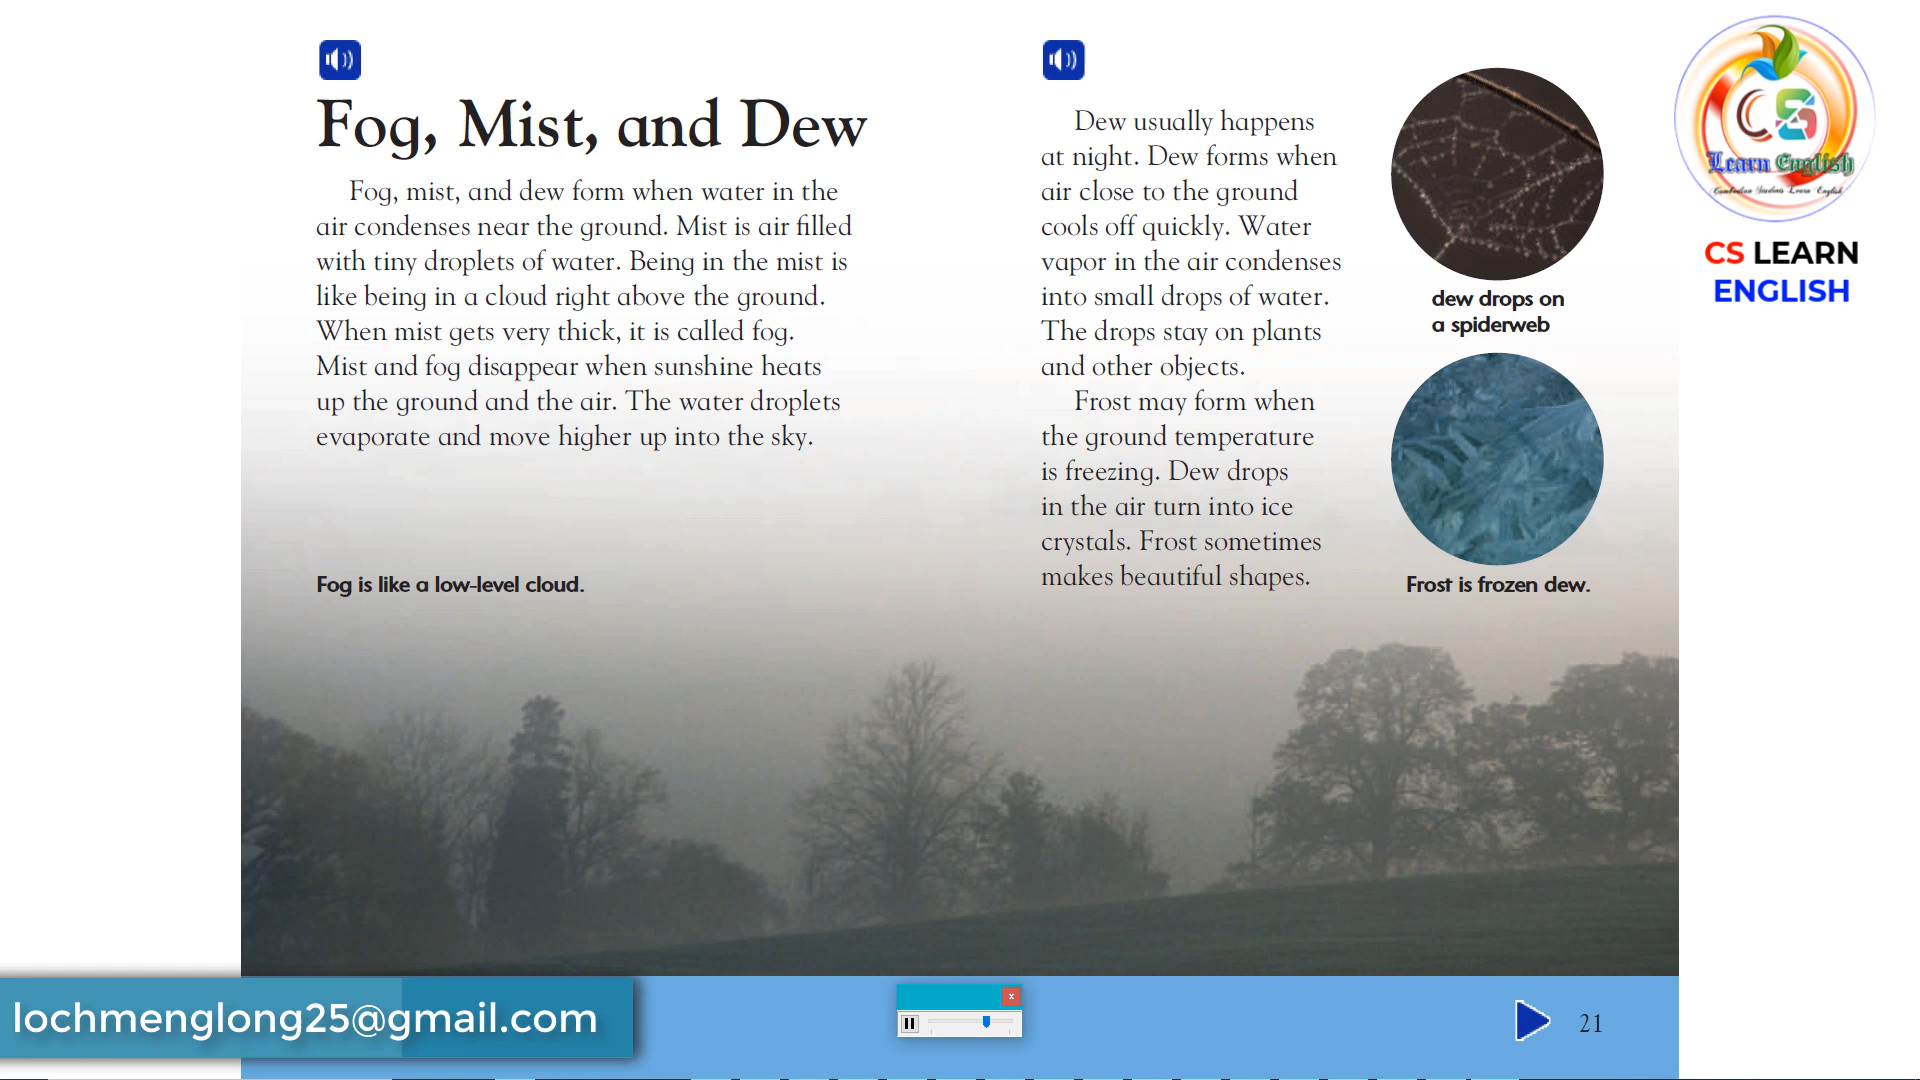 Fog, Mist, and Dew
Fog, mist, and dew form when water in the
air condenses near the ground. Mist is air filled
with tiny droplets of water. Being in the mist is
like being in a cloud right above the ground.
When mist gets very thick, it is called fog.
Mist and fog disappear when sunshine heats
up the ground and the air. The water droplets
evaporate and move higher up into the sky.
Fog is like a low-level cloud.
Dew usually happens
at night. Dew forms when
air close to the ground
cools off quickly. Water
vapor in the air condenses
into small drops of water.
The drops stay on plants
and other objects.
Frost may form when
the ground temperature
is freezing. Dew drops
in the air turn into ice
crystals. Frost sometimes
makes beautiful shapes.
dew drops on
a spiderweb
Frost is frozen dew.
CS
Learn English
Cambodian Students Learn English
CS LEARN
ENGLISH
lochmenglong25@gmail.com
x
21